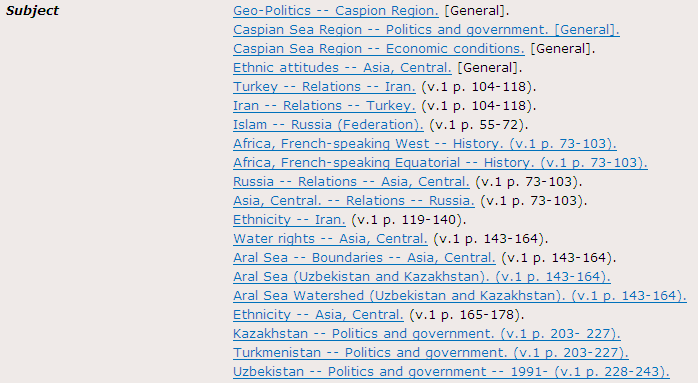 Subject
Geo-Politics -- Caspion Region. [General].
Caspian Sea Region -- Politics and government. [General].
Caspian Sea Region -- Economic conditions. [General].
Ethnic attitudes -- Asia, Central. [General].
Turkey -- Relations -- Iran. (v.1 p. 104-118).
Iran -- Relations -- Turkey. (v.1 p. 104-118).
Islam -- Russia (Federation). (v.1 p. 55-72).
Africa, French-speaking West -- History. (v.1 p. 73-103).
Africa, French-speaking Equatorial -- History. (v.1 p. 73-103).
Russia -- Relations -- Asia, Central. (v.1 p. 73-103).
Asia, Central. -- Relations -- Russia. (v.1 p. 73-103).
Ethnicity -- Iran. (v.1 p. 119-140).
Water rights -- Asia, Central. (v.1 p. 143-164).
Aral Sea -- Boundaries -- Asia, Central. (v.1 p. 143-164).
Aral Sea (Uzbekistan and Kazakhstan). (v.1 p. 143-164).
Aral Sea Watershed (Uzbekistan and Kazakhstan). (v.1 p. 143-164).
Ethnicity -- Asia, Central. (v.1 p. 165-178).
Kazakhstan -- Politics and government. (v.1 p. 203- 227).
Turkmenistan -- Politics and government. (v.1 p. 203-227).
Uzbekistan -- Politics and government -- 1991- (v.1 p. 228-243).